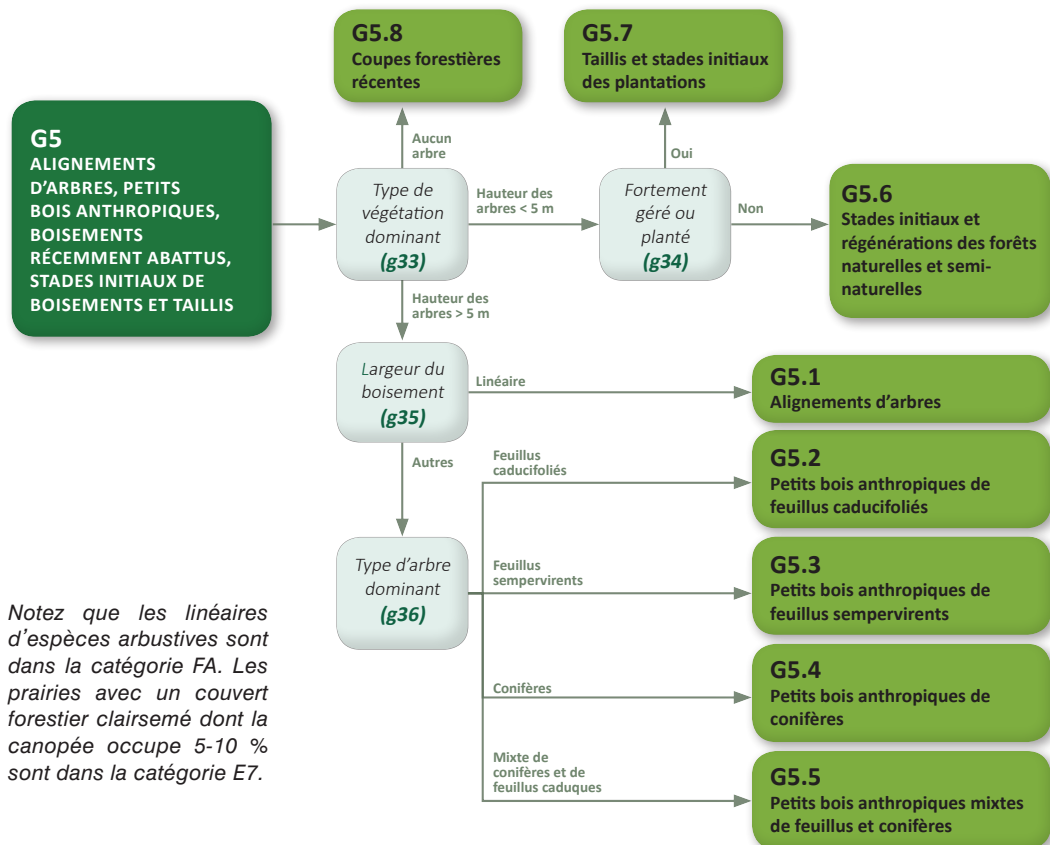 G5.8
Coupes forestières
récentes
G5.7
Taillis et stades initiaux
des plantations
G5
ALIGNEMENTS
D'ARBRES, PETITS
BOIS ANTHROPIQUES,
BOISEMENTS
RÉCEMMENT ABATTUS,
STADES INITIAUX DE
BOISEMENTS ET TAILLIS
Aucun
arbre
Oui
Type de
végétation
dominant
(g33)
Hauteur des
arbres < 5 m
Fortement
géré ou
planté
(g34)
Non
G5.6
Stades initiaux et
régénérations des forêts
naturelles et semi-
naturelles
Hauteur des
arbres > 5 m
Largeur du
boisement
(g35)
Linéaire
G5.1
Alignements d'arbres
Autres
Feuillus
caducifoliés
G5.2
Petits bois anthropiques de
feuillus caducifoliés
Type d'arbre
dominant
(g36)
Feuillus
sempervirents
G5.3
Petits bois anthropiques de
feuillus sempervirents
Conifères
G5.4
Petits bois anthropiques de
conifères
Mixte de
conifères et de
feuillus caduques
G5.5
Petits bois anthropiques mixtes
de feuillus et conifères
Notez que les linéaires
d'espèces arbustives sont
dans la catégorie FA. Les
prairies avec un couvert
forestier clairsemé dont la
canopée occupe 5-10 %
sont dans la catégorie E7.